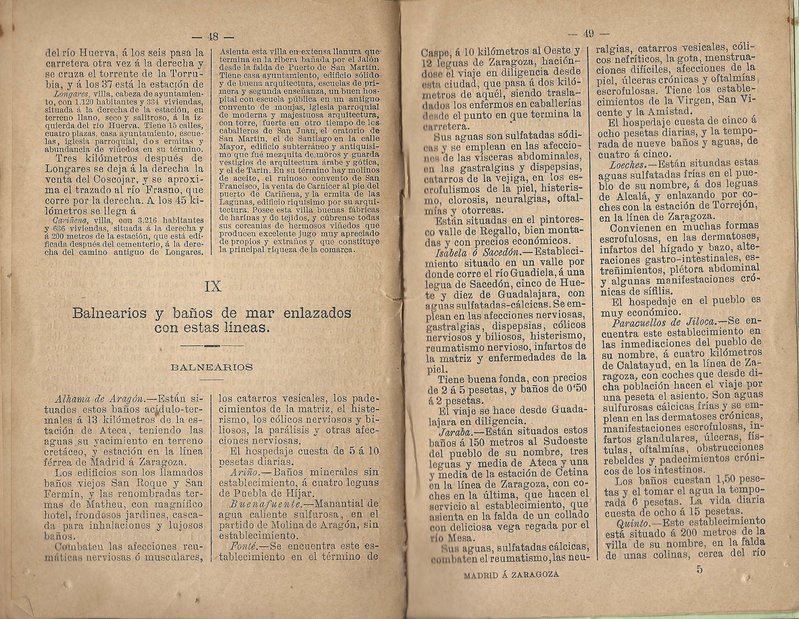 — 48 —
del río Huerva, á los seis pasa la
carretera otra vez á la derecha y
se cruza el torrente de la Torru-
bia, y á los 37 está la estación de
Longares, villa, cabeza de ayuntamien-
to, con 1.120 habitantes y 334 viviendas,
situada á la derecha de la estación, en
terreno llano, seco y salitroso, á la iz-
quierda del río Huerva. Tiene 15 calles,
cuatro plazas, casa ayuntamiento, escue-
las, iglesia parroquial, dos ermitas y
abundancia de viñedos en su término.
Tres kilómetros después de
Longares se deja á la derecha la
venta del Coscojar, y se aproxi-
ma el trazado al río Frasno, que
corre por la derecha. A los 45 ki-
lómetros se llega á
Cariñena, villa, con 3.216 habitantes
y 636 viviendas, situada á la derecha y
á 200 metros de la estación, que está edi-
ficada después del cementerio, á la dere-
cha del camino antiguo de Longares.
Asienta esta villa en extensa llanura que
termina en la ribera bañada por el Jalón
desde la falda de Puerto de San Martín.
Tiene casa ayuntamiento, edificio sólido
y de buena arquitectura, escuelas de pri-
mera y segunda enseñanza, un buen hos-
pital con escuela pública en un antiguo
convento de monjas, iglesia parroquial
de moderna y majestuosa arquitectura,
con torre, fuerte en otro tiempo de los
caballeros de San Juan, el oratorio de
San Martín, el de Santiago en la calle
Mayor, edificio subterráneo y antiquísi-
mo que fué mezquita de moros y guarda
vestigios de arquitectura árabe y gótica,
y el de Tarín. En su término hay molinos
de aceite, el ruinoso convento de San
Francisco, la venta de Carnicer al pie del
puerto de Cariñena, y la ermita de las
Lagunas, edificio riquísimo por su arqui-
tectura. Posee esta villa buenas fábricas
de harinas y de tejidos, y cúbrense todas
sus cercanías de hermosos viñedos que
producen excelente jugo muy apreciado
de propios y extraños y que constituye
la principal riqueza de la comarca.
IX
Balnearios y baños de mar enlazados
con estas líneas.
BALNEARIOS
Alhama de Aragón.—Están si-
tuados estos baños acídulo-ter-
males á 13 kilómetros de la es-
tación de Ateca, teniendo las
aguas su yacimiento en terreno
cretáceo, y estación en la línea
férrea de Madrid á Zaragoza.
Los edificios son los llamados
baños viejos San Roque y San
Fermín, y las renombradas ter-
mas de Matheu, con magnífico
hotel, frondosos jardines, casca-
da para inhalaciones y lujosos
baños.
Combaten las afecciones reu-
máticas nerviosas ó musculares,
los catarros vesicales, los pade-
cimientos de la matriz, el histe-
rismo, los cólicos nerviosos y bi-
liosos, la parálisis y otras afec-
ciones nerviosas.
El hospedaje cuesta de 5 á 10
pesetas diarias.
Ariño.—Baños minerales sin
establecimiento, á cuatro leguas
de Puebla de Híjar.
Buenafuente.—Manantial de
agua caliente sulfurosa, en el
partido de Molina de Aragón, sin
establecimiento.
Fonté.—Se encuentra este es-
tablecimiento en el término de
— 49 —
Caspe, á 10 kilómetros al Oeste y
12 leguas de Zaragoza, hacién-
dose el viaje en diligencia desde
esta ciudad, que pasa á dos kiló-
metros de aquél, siendo trasla-
dados los enfermos en caballerías
desde el punto en que termina la
carretera.
Sus aguas son sulfatadas sódi-
cas y se emplean en las afeccio-
nes de las vísceras abdominales,
en las gastralgias y dispepsias,
catarros de la vejiga, en los es-
crofulismos de la piel, histeris-
mo, clorosis, neuralgias, oftal-
mías y otorreas.
Están situadas en el pintores-
co valle de Regallo, bien monta-
das y con precios económicos.
Isabela ó Sacedón.—Estableci-
miento situado en un valle por
donde corre el río Guadiela, á una
legua de Sacedón, cinco de Hue-
te y diez de Guadalajara, con
aguas sulfatadas-cálcicas. Se em-
plean en las afecciones nerviosas,
gastralgias, dispepsias, cólicos
nerviosos y biliosos, histerismo,
reumatismo nervioso, infartos de
la matriz y enfermedades de la
piel.
Tiene buena fonda, con precios
de 2 á 5 pesetas, y baños de 0'50
á 2 pesetas.
El viaje se hace desde Guada-
lajara en diligencia.
Jaraba.—Están situados estos
baños á 150 metros al Sudoeste
del pueblo de su nombre, tres
leguas y media de Ateca y una
y media de la estación de Cetina
en la línea de Zaragoza, con co-
ches en la última, que hacen el
servicio al establecimiento, que
asienta en la falda de un collado
con deliciosa vega regada por el
río Mesa.
Sus aguas, sulfatadas cálcicas,
combaten el reumatismo, las neu-
ralgias, catarros vesicales, cóli-
cos nefríticos, la gota, menstrua-
ciones difíciles, afecciones de la
piel, úlceras crónicas y oftalmías
escrofulosas. Tiene los estable-
cimientos de la Virgen, San Vi-
cente y la Amistad.
El hospedaje cuesta de cinco á
ocho pesetas diarias, y la tempo-
rada de nueve baños y aguas, de
cuatro á cinco.
Loeches.—Están situadas estas
aguas sulfatadas frías en el pue-
blo de su nombre, á dos leguas
de Alcalá, y enlazando por co-
ches con la estación de Torrejón,
en la línea de Zaragoza.
Convienen en muchas formas
escrofulosas, en las dermatoses,
infartos del hígado y bazo, alte-
raciones gastro-intestinales, es-
treñimientos, plétora abdominal
y algunas manifestaciones cró-
nicas de sífilis.
El hospedaje en el pueblo es
muy económico.
Paracuellos de Jiloca.—Se en-
cuentra este establecimiento en
las inmediaciones del pueblo de
su nombre, á cuatro kilómetros
de Calatayud, en la línea de Za-
ragoza, con coches que desde di-
cha población hacen el viaje por
una peseta el asiento. Son aguas
sulfurosas cálcicas frías y se em-
plean en las dermatoses crónicas,
manifestaciones escrofulosas, in-
fartos glandulares, úlceras, fís-
tulas, oftalmías, obstrucciones
rebeldes y padecimientos cróni-
cos de los intestinos.
Los baños cuestan 1,50 pese-
tas y el tomar el agua la tempo-
rada 6 pesetas. La vida diaria
cuesta de ocho á 15 pesetas.
Quinto.—Este establecimiento
está situado á 200 metros de la
villa de su nombre, en la falda
de unas colinas, cerca del río
MADRID Á ZARAGOZA
5